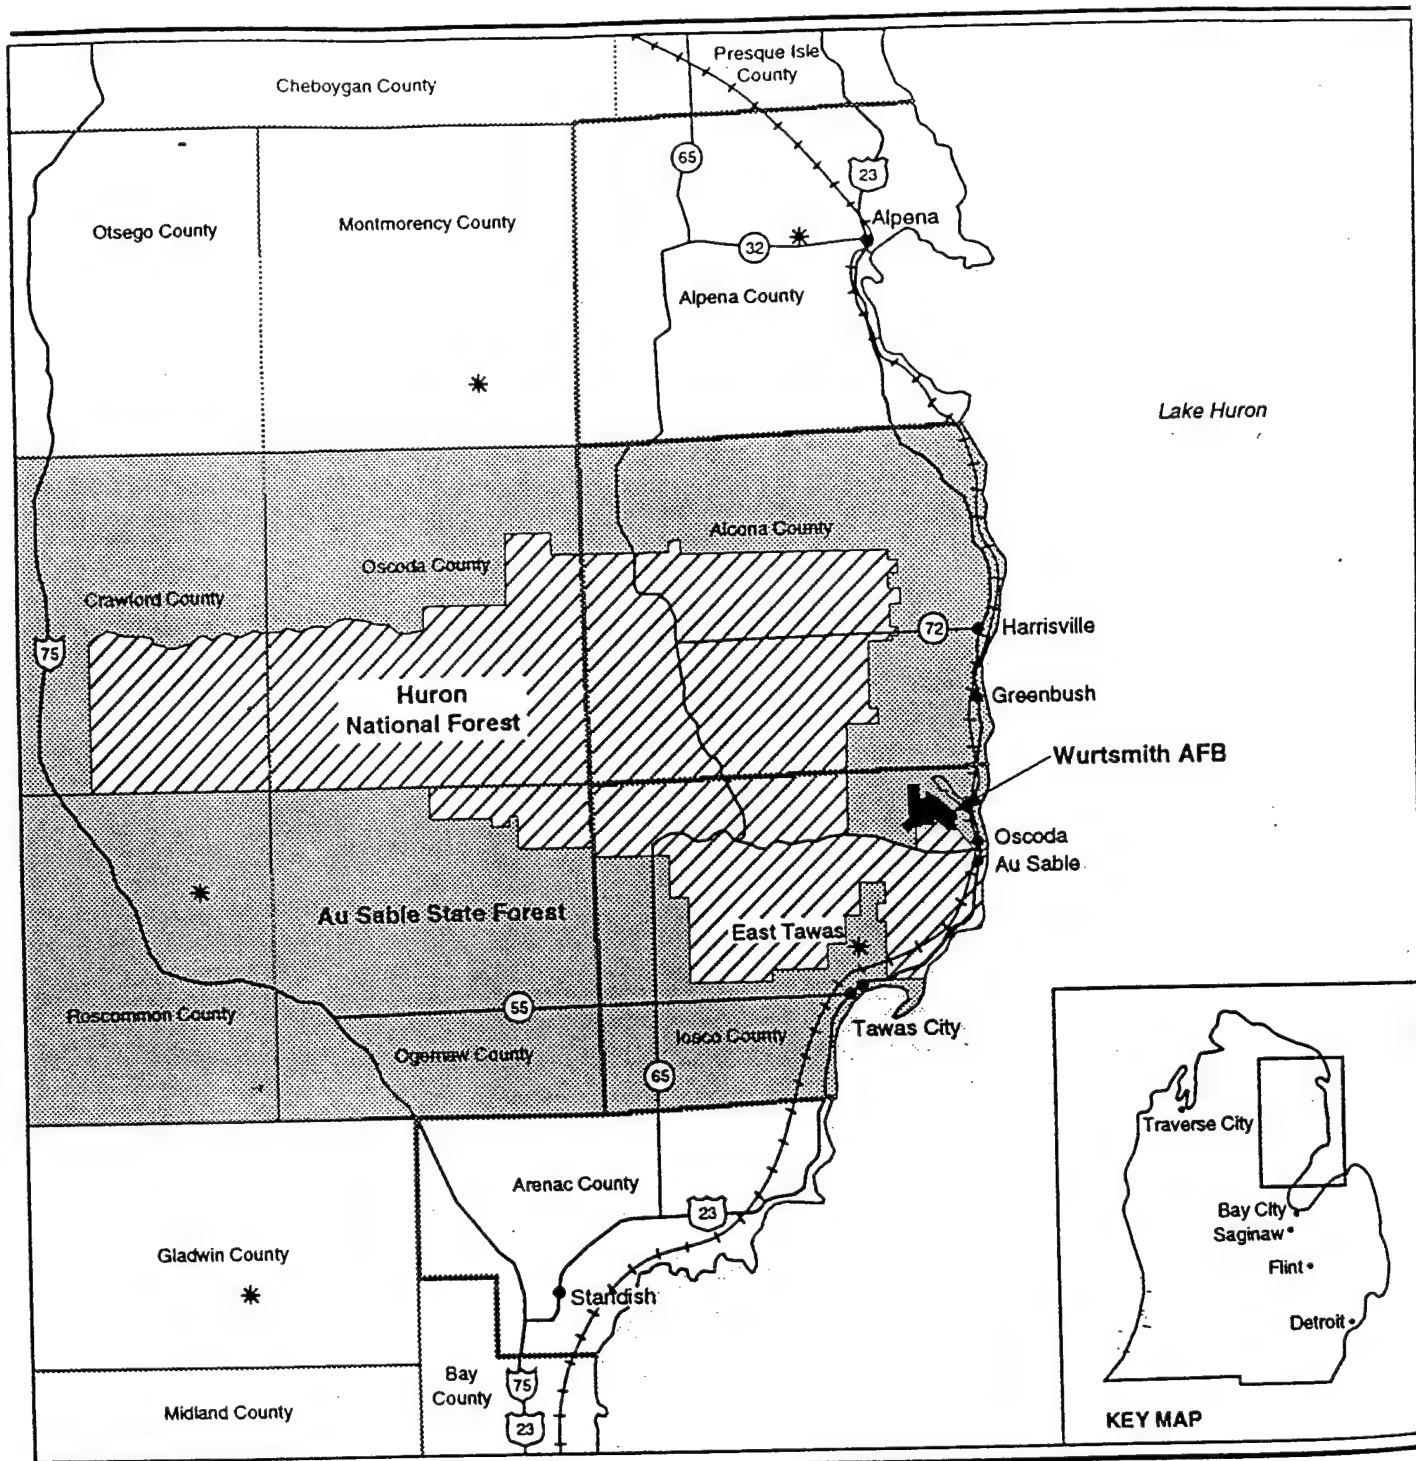 Presque Isle
County
Cheboygan County
65
23
Otsego County
Montmorency County
Alpena
32
Alpena County
Lake Huron
Alcona County
Oscoda County
Crawford County
75
72
Harrisville
Greenbush
Huron
National Forest
Wurtsmith AFB
Oscoda
Au Sable
Au Sable State Forest
East Tawas
55
Roscommon County
Tawas City
Iosco County
Ogemaw County
65
Arenac County
23
Gladwin County
Standish
Bay
County
75
23
Midland County
Traverse City
Bay City
Saginaw
Flint
Detroit
KEY MAP